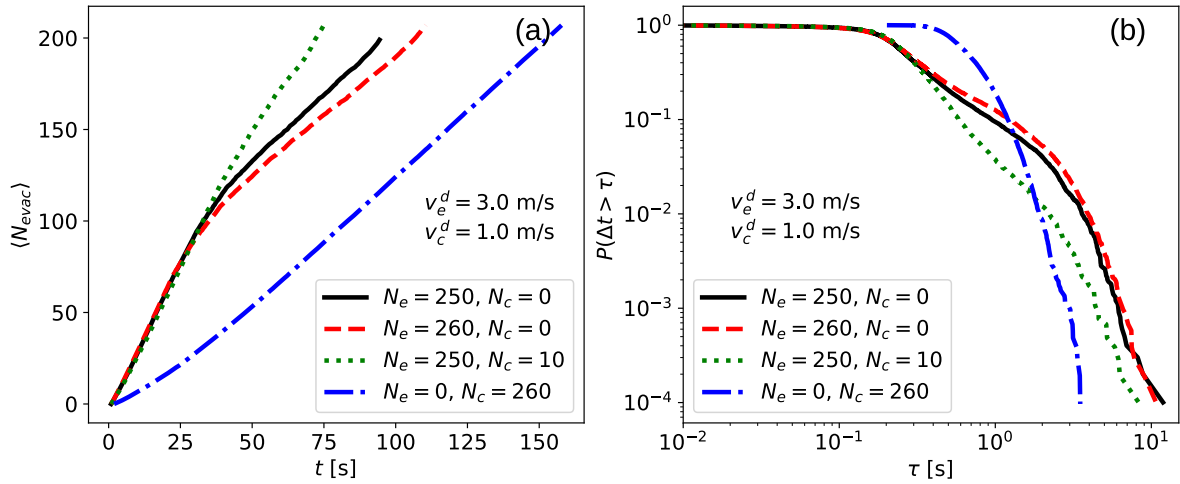 (a)
200
150
100
50
0
⟨N_evac⟩
v_e^d = 3.0 m/s
v_c^d = 1.0 m/s
N_e = 250, N_c = 0
N_e = 260, N_c = 0
N_e = 250, N_c = 10
N_e = 0, N_c = 260
0 25 50 75 100 125 150
t [s]
(b)
10^0
10^−1
10^−2
10^−3
10^−4
P(Δt > τ)
v_e^d = 3.0 m/s
v_c^d = 1.0 m/s
N_e = 250, N_c = 0
N_e = 260, N_c = 0
N_e = 250, N_c = 10
N_e = 0, N_c = 260
10^−2 10^−1 10^0 10^1
τ [s]